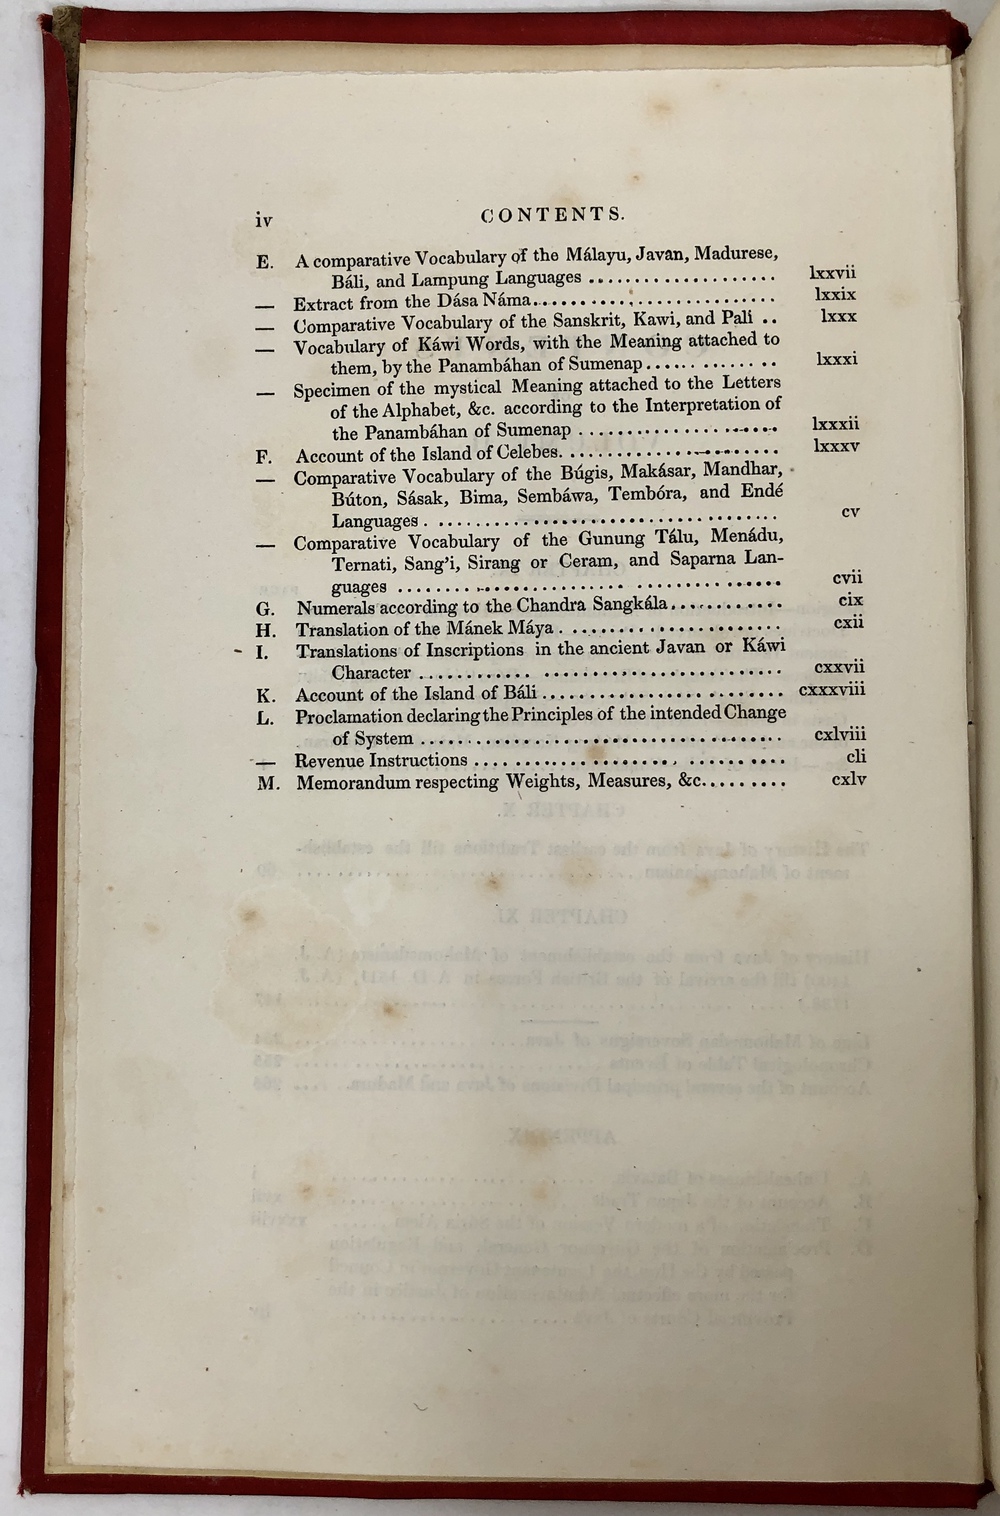 iv CONTENTS.
E. A comparative Vocabulary of the Málayu, Javan, Madurese,
Báli, and Lampung Languages .................... lxxvii
— Extract from the Dása Náma............................ lxxix
— Comparative Vocabulary of the Sanskrit, Kawi, and Pali .. lxxx
— Vocabulary of Káwi Words, with the Meaning attached to
them, by the Panambáhan of Sumenap.............. lxxxi
— Specimen of the mystical Meaning attached to the Letters
of the Alphabet, &c. according to the Interpretation of
the Panambáhan of Sumenap .................... lxxxii
F. Account of the Island of Celebes. ...................... lxxxv
— Comparative Vocabulary of the Búgis, Makásar, Mandhar,
Búton, Sásak, Bima, Sembáwa, Tembóra, and Endé
Languages. .................................. cv
— Comparative Vocabulary of the Gunung Tálu, Menádu,
Ternati, Sang'i, Sirang or Ceram, and Saparna Lan-
guages ...................................... cvii
G. Numerals according to the Chandra Sangkála............ cix
H. Translation of the Mánek Máya. ...................... cxii
I. Translations of Inscriptions in the ancient Javan or Káwi
Character .................................... cxxvii
K. Account of the Island of Báli ........................ cxxxviii
L. Proclamation declaring the Principles of the intended Change
of System .................................... cxlviii
— Revenue Instructions ................................ cli
M. Memorandum respecting Weights, Measures, &c......... cxlv